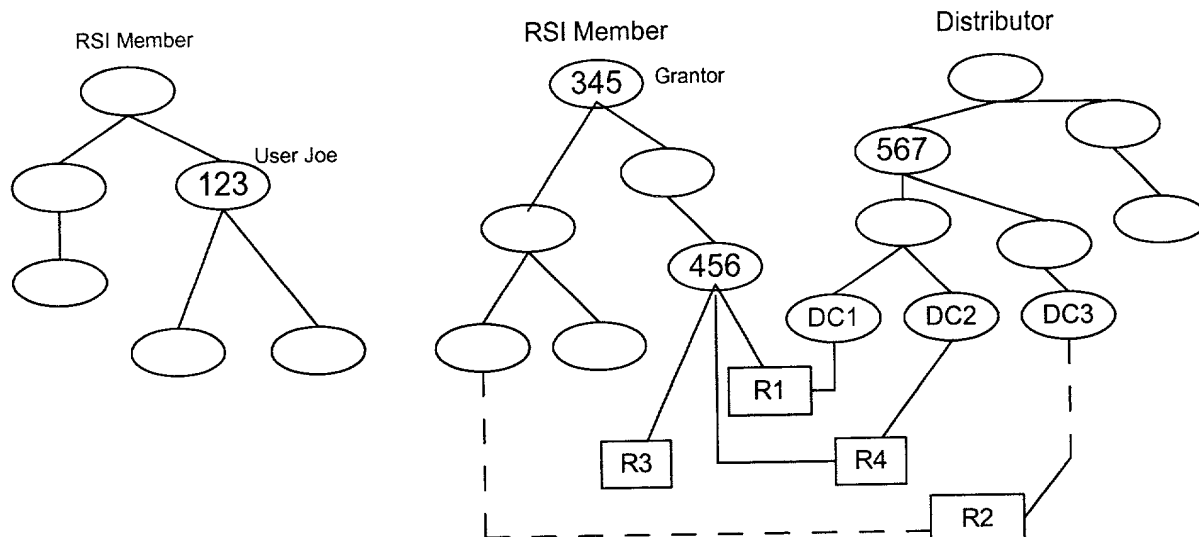 RSI Member
User Joe
123
RSI Member
345
Grantor
456
R3
R1
R4
Distributor
567
DC1
DC2
DC3
R2